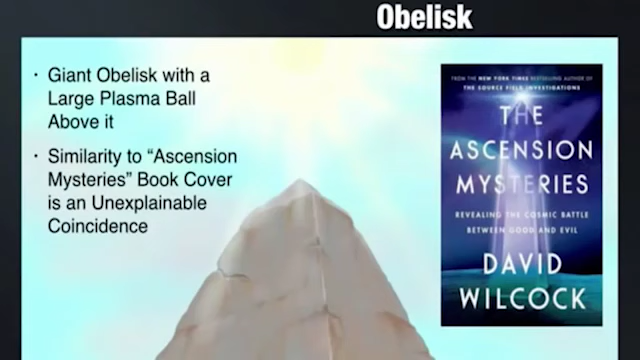 Obelisk
· Giant Obelisk with a
Large Plasma Ball
Above it
· Similarity to “Ascension
Mysteries” Book Cover
is an Unexplainable
Coincidence
FROM THE NEW YORK TIMES BESTSELLING AUTHOR OF
THE SOURCE FIELD INVESTIGATIONS
THE
ASCENSION
MYSTERIES
REVEALING THE COSMIC BATTLE
BETWEEN GOOD AND EVIL
DAVID
WILCOCK